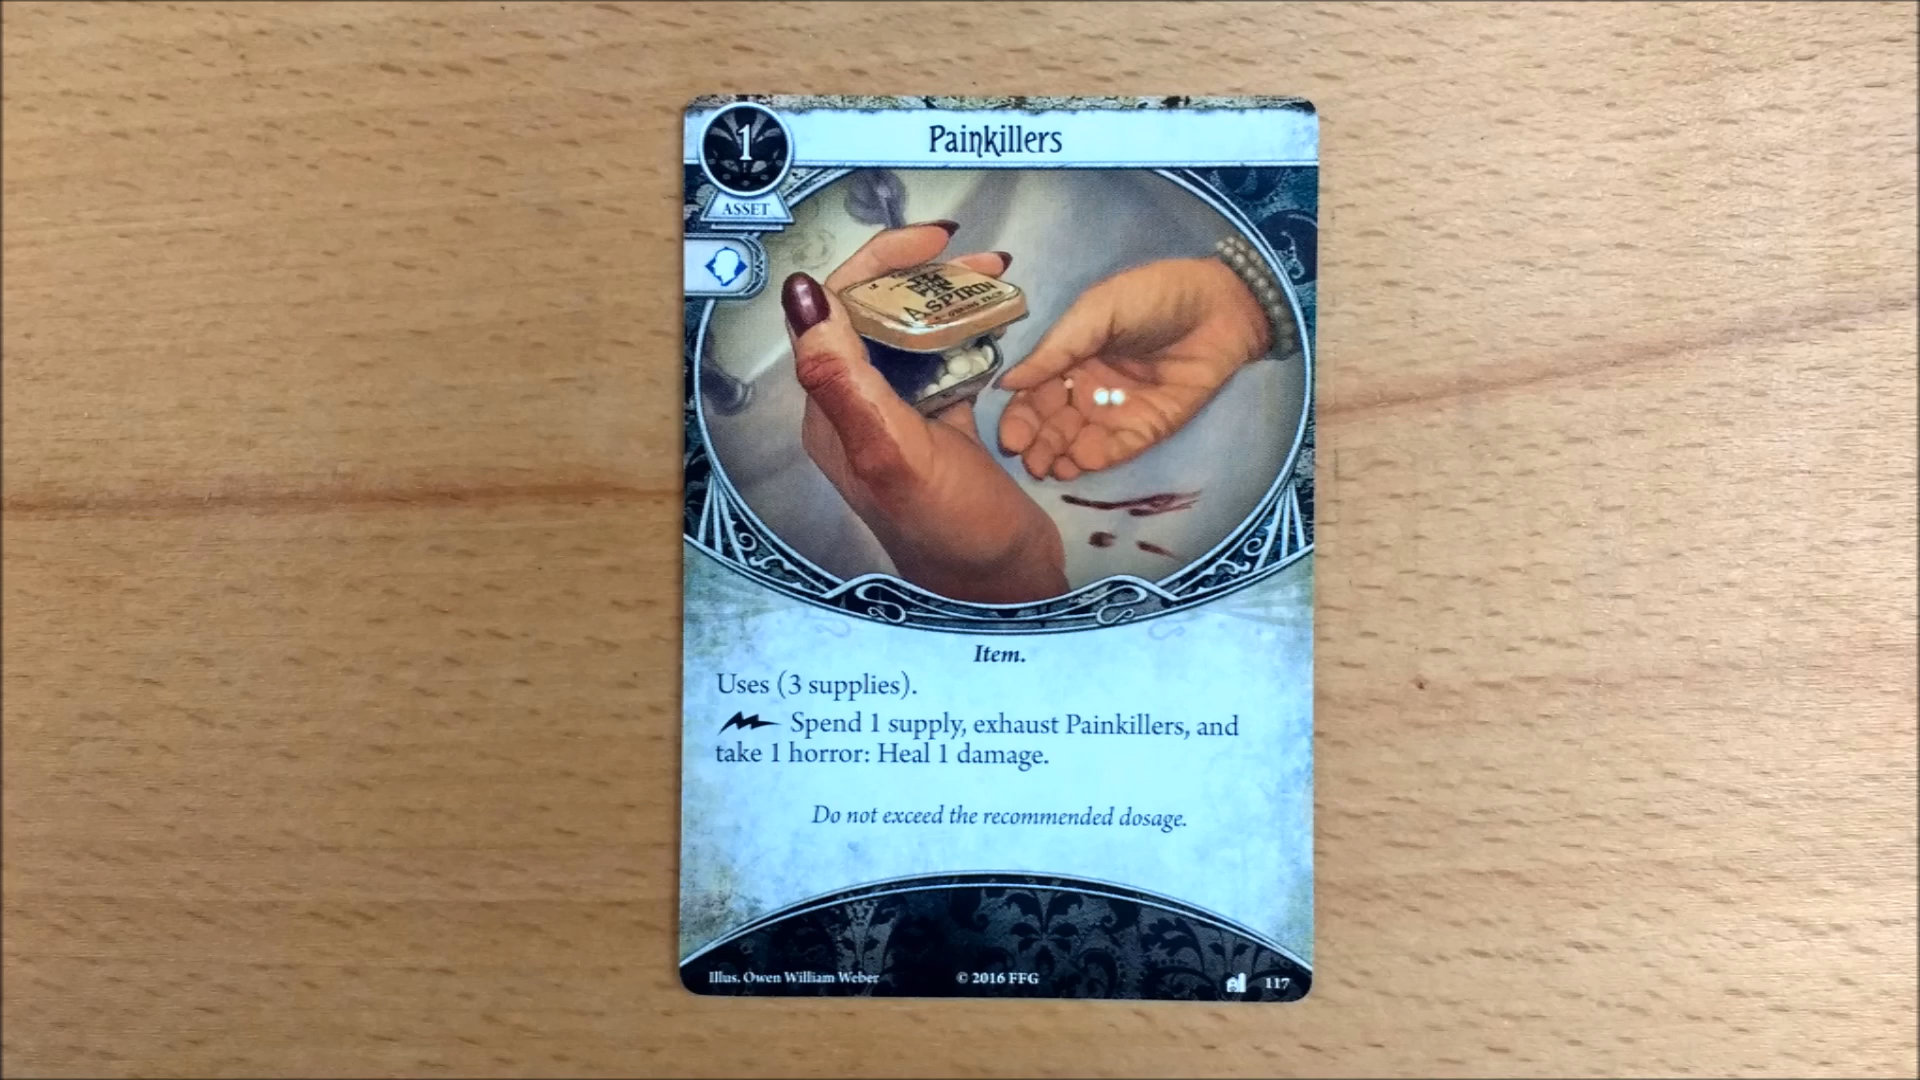 1
Painkillers
ASSET
ASPIRIN
Item.
Uses (3 supplies).
Spend 1 supply, exhaust Painkillers, and
take 1 horror: Heal 1 damage.
Do not exceed the recommended dosage.
Illus. Owen William Weber
© 2016 FFG
117